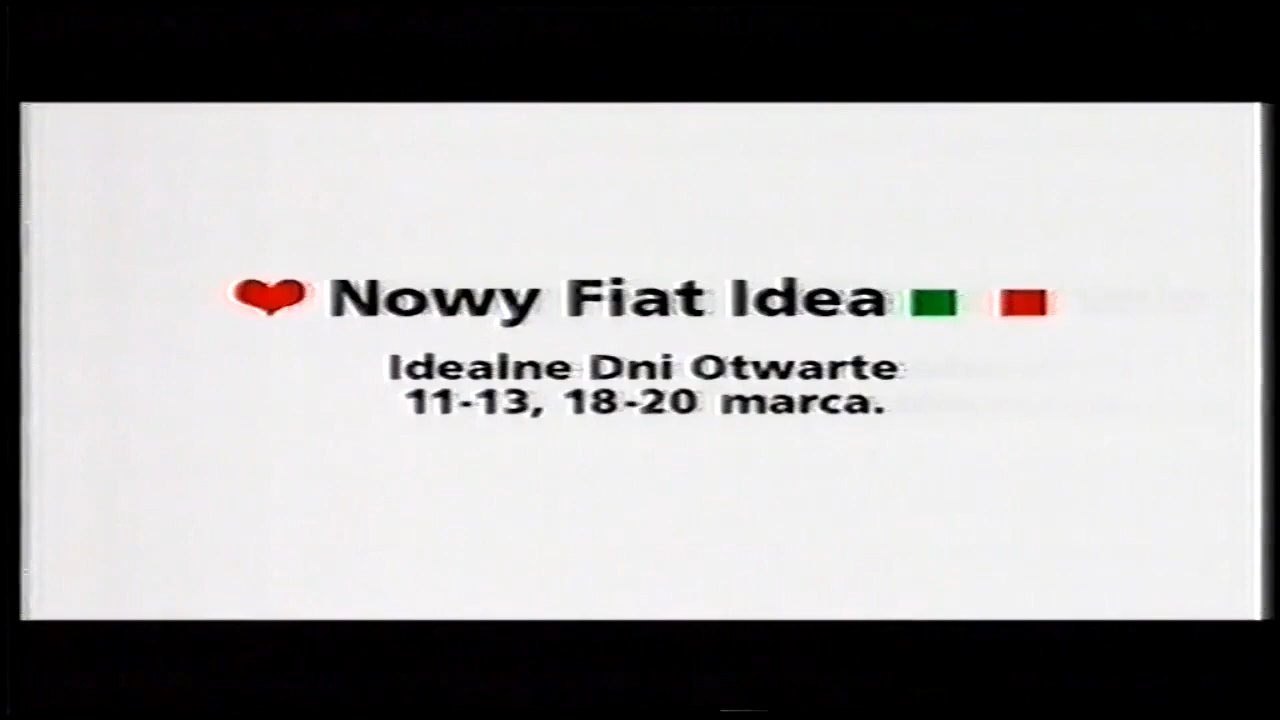 Nowy Fiat Idea
Idealne Dni Otwarte
11-13, 18-20 marca.